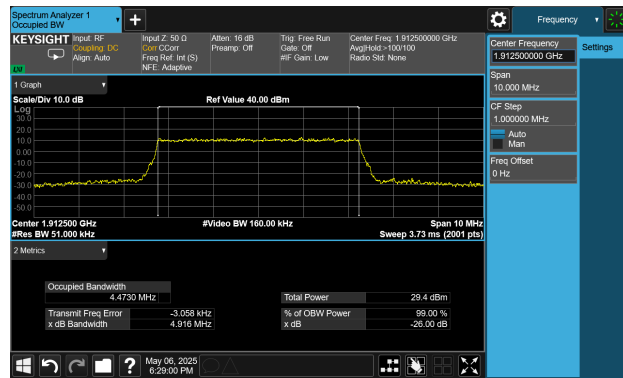 Spectrum Analyzer 1
Occupied BW
Frequency
KEYSIGHT
Input: RF
Coupling: DC
Align: Auto
Input Z: 50 Ω
Corr CCorr
Freq Ref: Int (S)
NFE: Adaptive
Atten: 16 dB
Preamp: Off
Trig: Free Run
Gate: Off
#IF Gain: Low
Center Freq: 1.912500000 GHz
Avg|Hold:>100/100
Radio Std: None
LXI
Center Frequency
1.912500000 GHz
Settings
Span
10.000 MHz
CF Step
1.000000 MHz
Auto
Man
Freq Offset
0 Hz
1 Graph
Scale/Div 10.0 dB
Ref Value 40.00 dBm
Log
30.0
20.0
10.0
0.00
-10.0
-20.0
-30.0
-40.0
-50.0
Center 1.912500 GHz
#Video BW 160.00 kHz
Span 10 MHz
#Res BW 51.000 kHz
Sweep 3.73 ms (2001 pts)
2 Metrics
Occupied Bandwidth
4.4730 MHz
Total Power
29.4 dBm
Transmit Freq Error
-3.058 kHz
% of OBW Power
99.00 %
x dB Bandwidth
4.916 MHz
x dB
-26.00 dB
?
May 06, 2025
6:29:00 PM